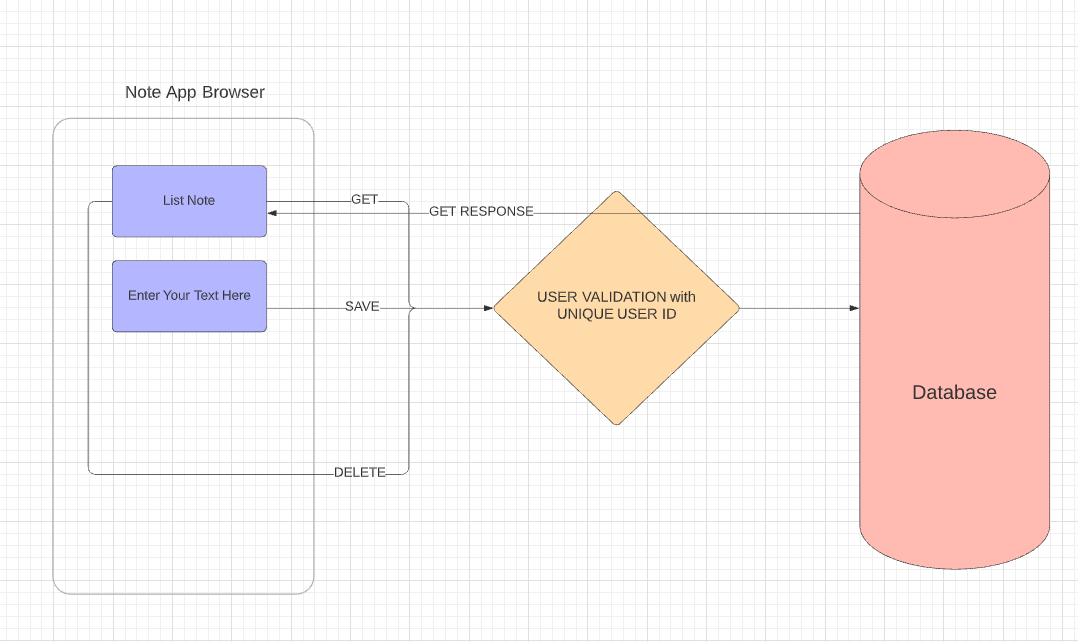 Note App Browser
List Note
GET
GET RESPONSE
Enter Your Text Here
SAVE
USER VALIDATION with
UNIQUE USER ID
Database
DELETE